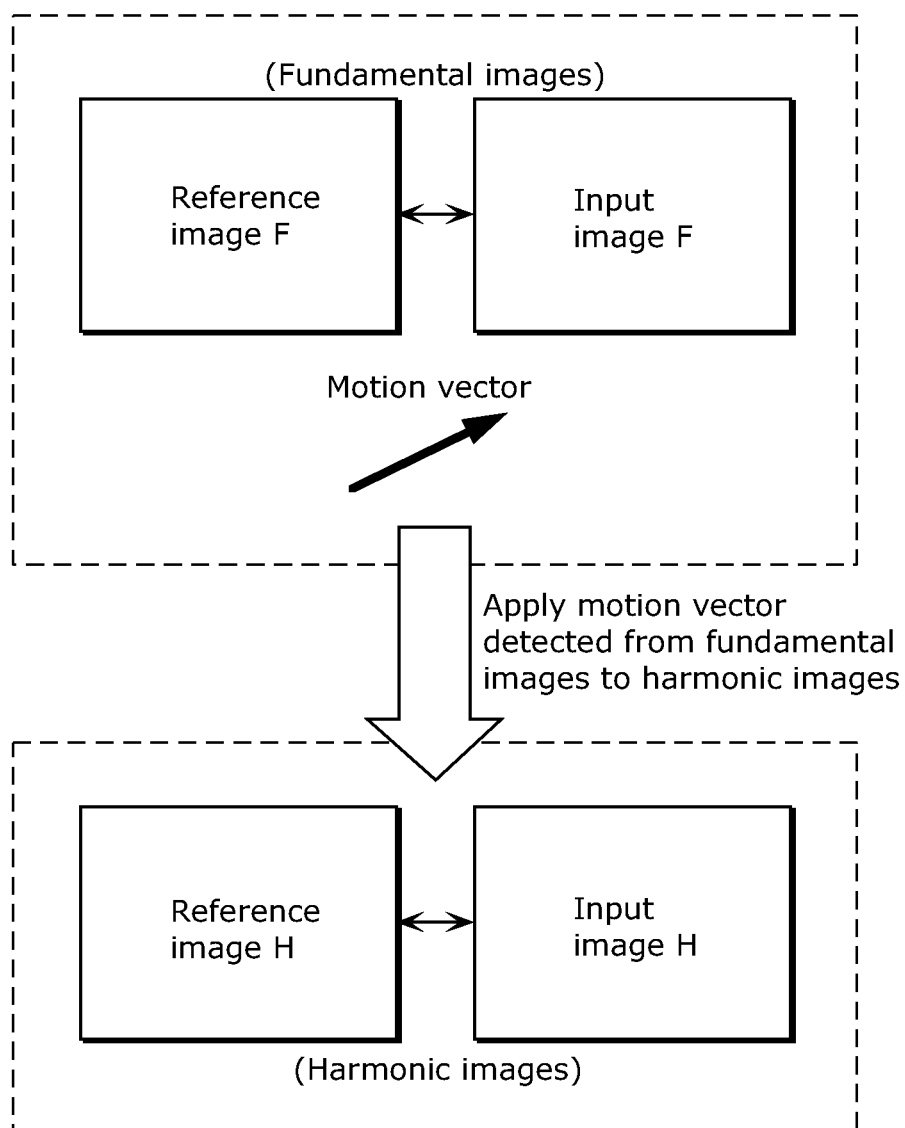 (Fundamental images)
Reference
image F
Input
image F
Motion vector
Apply motion vector
detected from fundamental
images to harmonic images
Reference
image H
Input
image H
(Harmonic images)